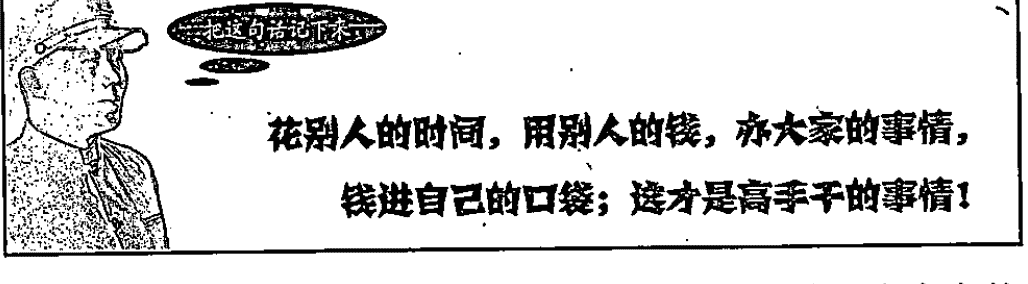 把这句话记下来，
花别人的时间，用别人的钱，办大家的事情，
钱进自己的口袋；这才是高手干的事情！